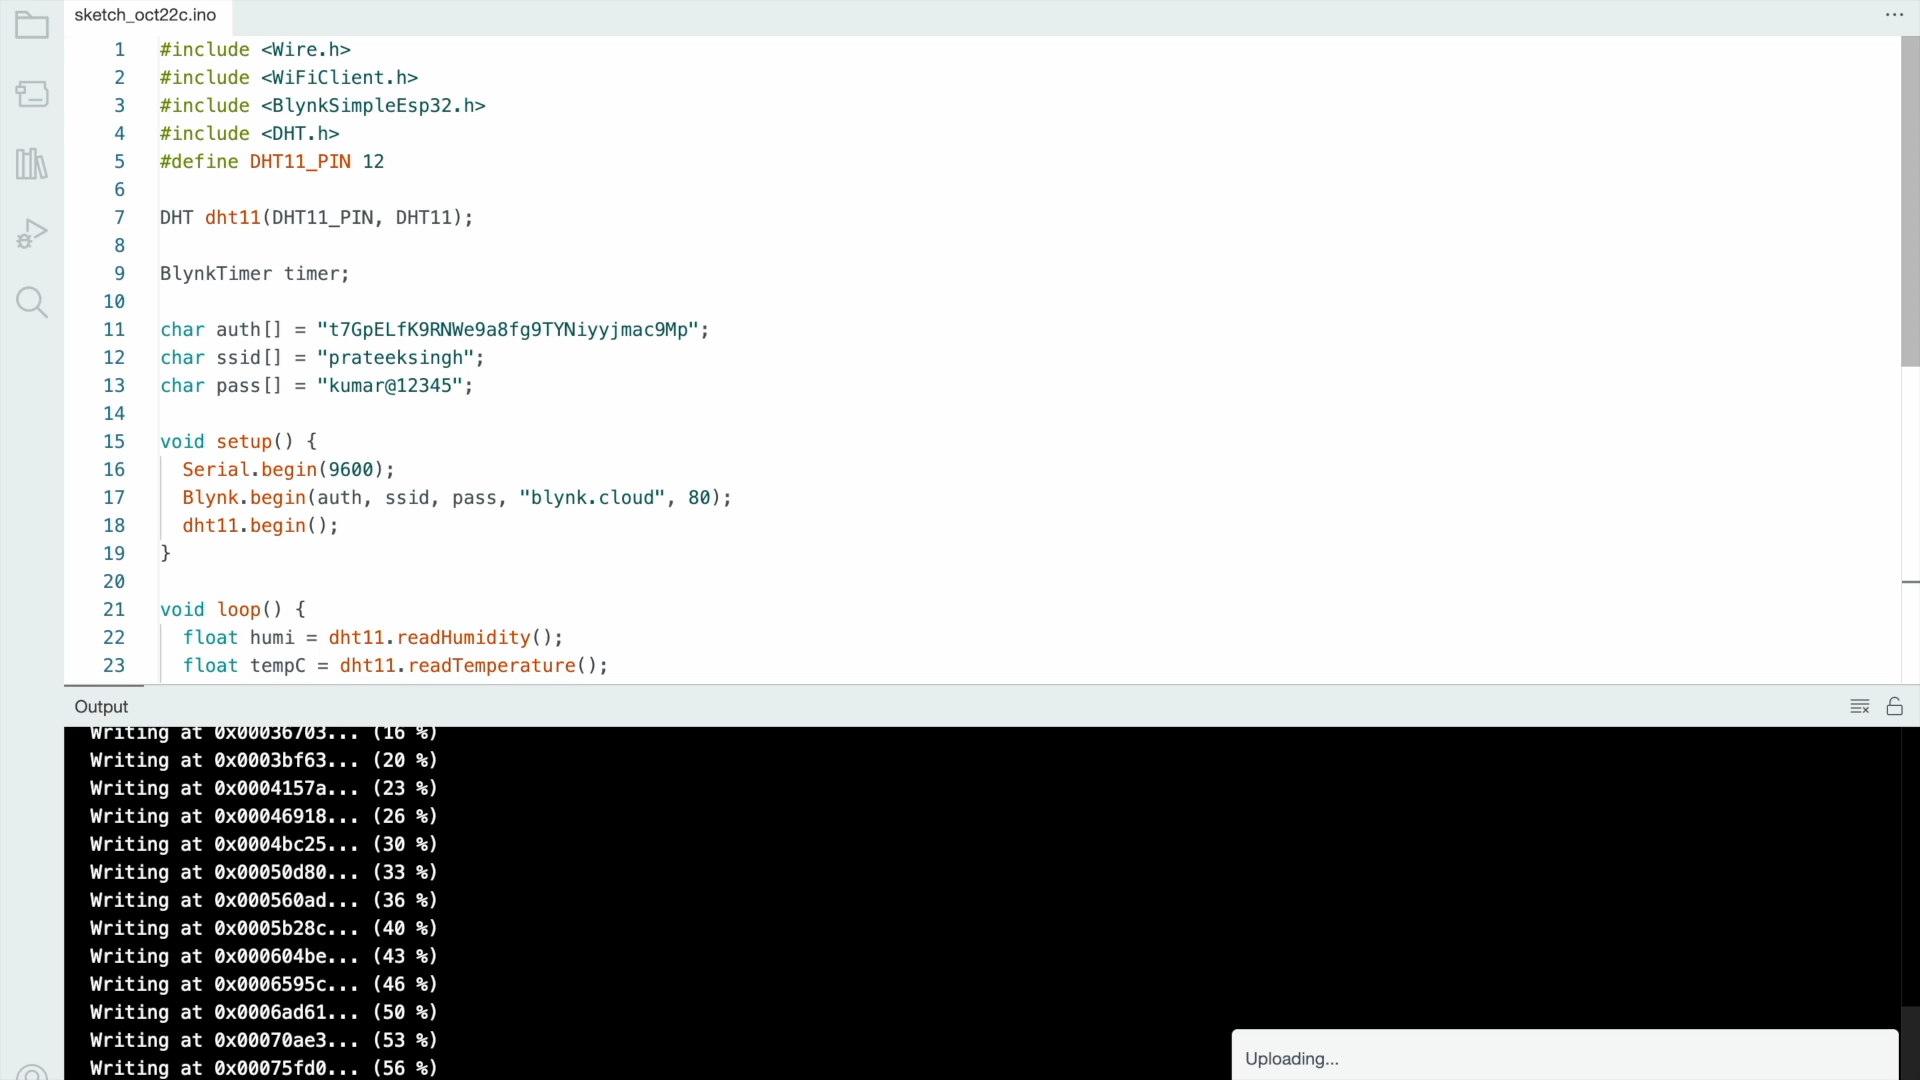 sketch_oct22c.ino
1 #include <Wire.h>
2 #include <WiFiClient.h>
3 #include <BlynkSimpleEsp32.h>
4 #include <DHT.h>
5 #define DHT11_PIN 12
6
7 DHT dht11(DHT11_PIN, DHT11);
8
9 BlynkTimer timer;
10
11 char auth[] = "t7GpELfK9RNWe9a8fg9TYNiyyjmac9Mp";
12 char ssid[] = "prateeksingh";
13 char pass[] = "kumar@12345";
14
15 void setup() {
16 Serial.begin(9600);
17 Blynk.begin(auth, ssid, pass, "blynk.cloud", 80);
18 dht11.begin();
19 }
20
21 void loop() {
22 float humi = dht11.readHumidity();
23 float tempC = dht11.readTemperature();
Output
Writing at 0x00036703... (16 %)
Writing at 0x0003bf63... (20 %)
Writing at 0x0004157a... (23 %)
Writing at 0x00046918... (26 %)
Writing at 0x0004bc25... (30 %)
Writing at 0x00050d80... (33 %)
Writing at 0x000560ad... (36 %)
Writing at 0x0005b28c... (40 %)
Writing at 0x000604be... (43 %)
Writing at 0x0006595c... (46 %)
Writing at 0x0006ad61... (50 %)
Writing at 0x00070ae3... (53 %)
Writing at 0x00075fd0... (56 %)
Uploading...